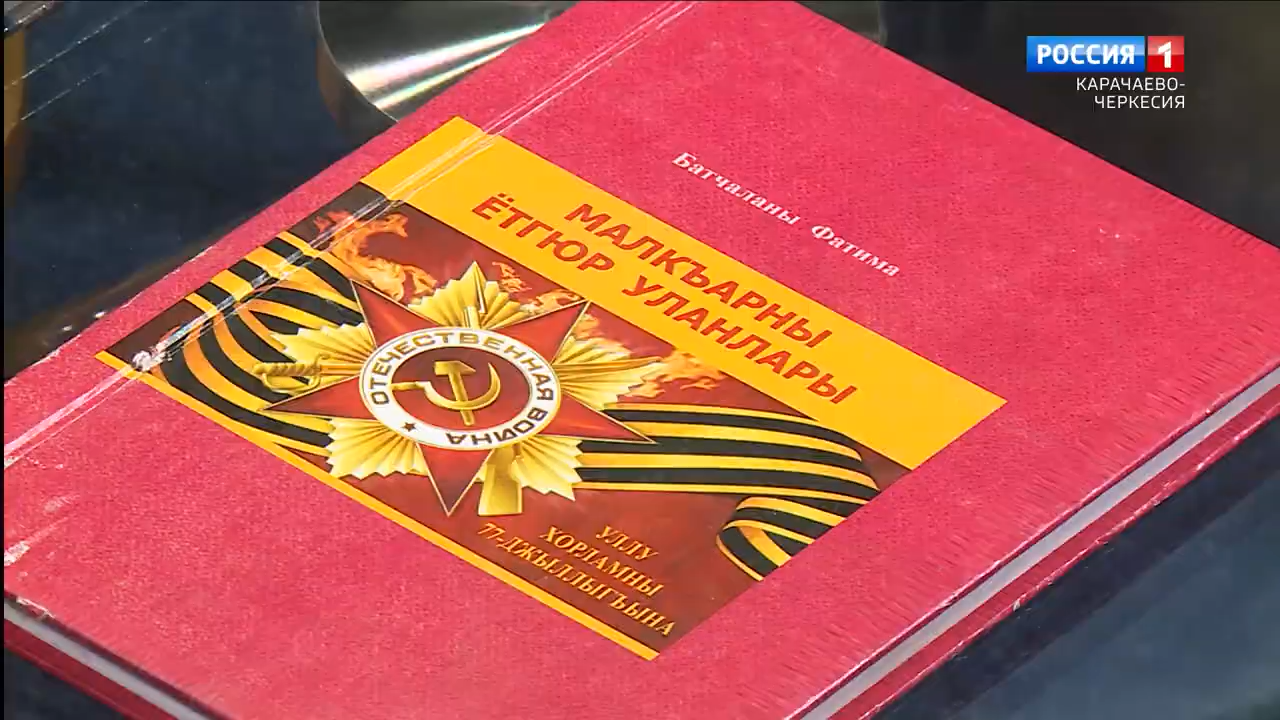 РОССИЯ 1
КАРАЧАЕВО-
ЧЕРКЕСИЯ
Батчаланы Фатима
МАЛКЪАРНЫ
ЁТГЮР УЛАНЛАРЫ
ОТЕЧЕСТВЕННАЯ ВОЙНА
УЛЛУ
ХОРЛАМНЫ
77-ДЖЫЛЛЫГЪЫНА